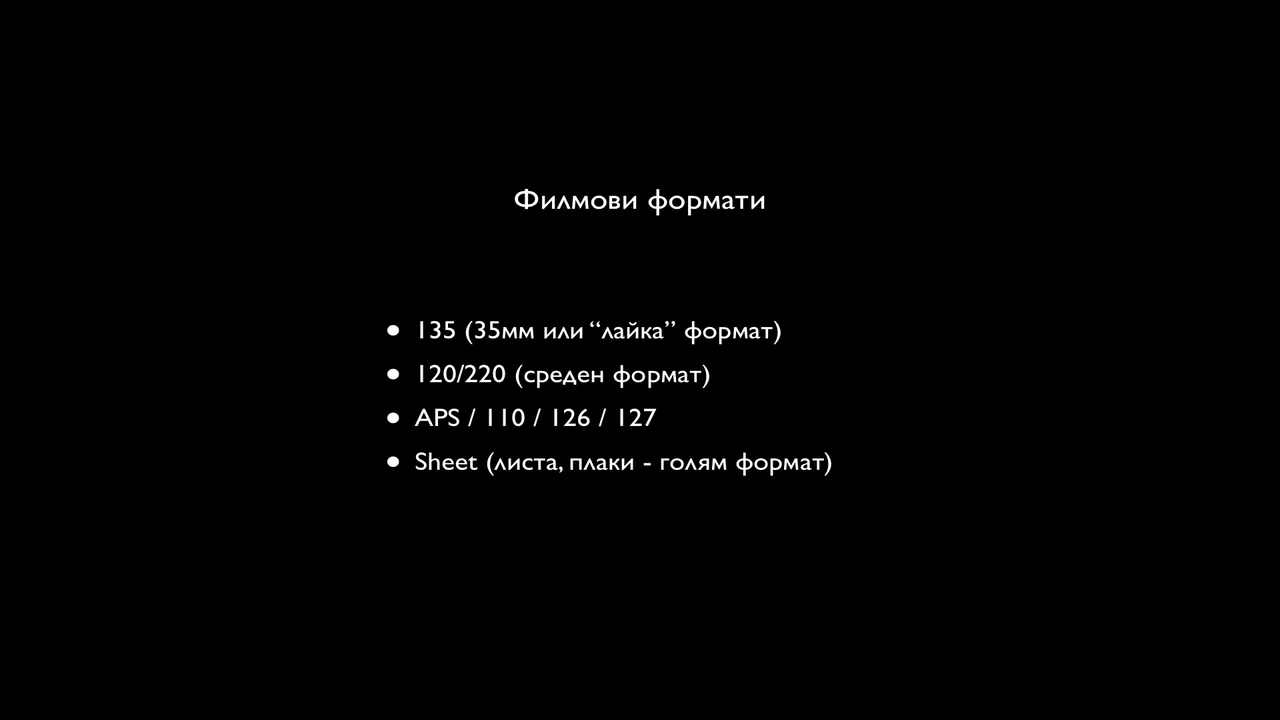 Филмови формати
• 135 (35мм или “лайка” формат)
• 120/220 (среден формат)
• APS / 110 / 126 / 127
• Sheet (листа, плаки - голям формат)